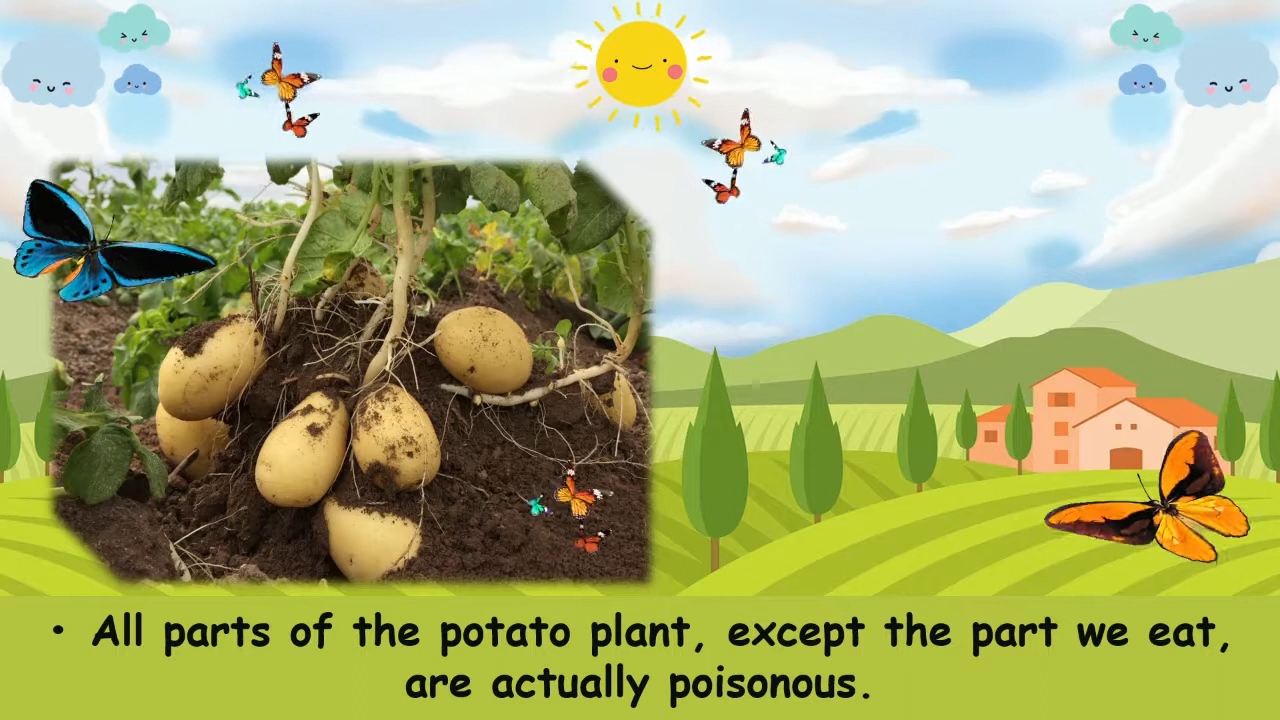 • All parts of the potato plant, except the part we eat,
are actually poisonous.